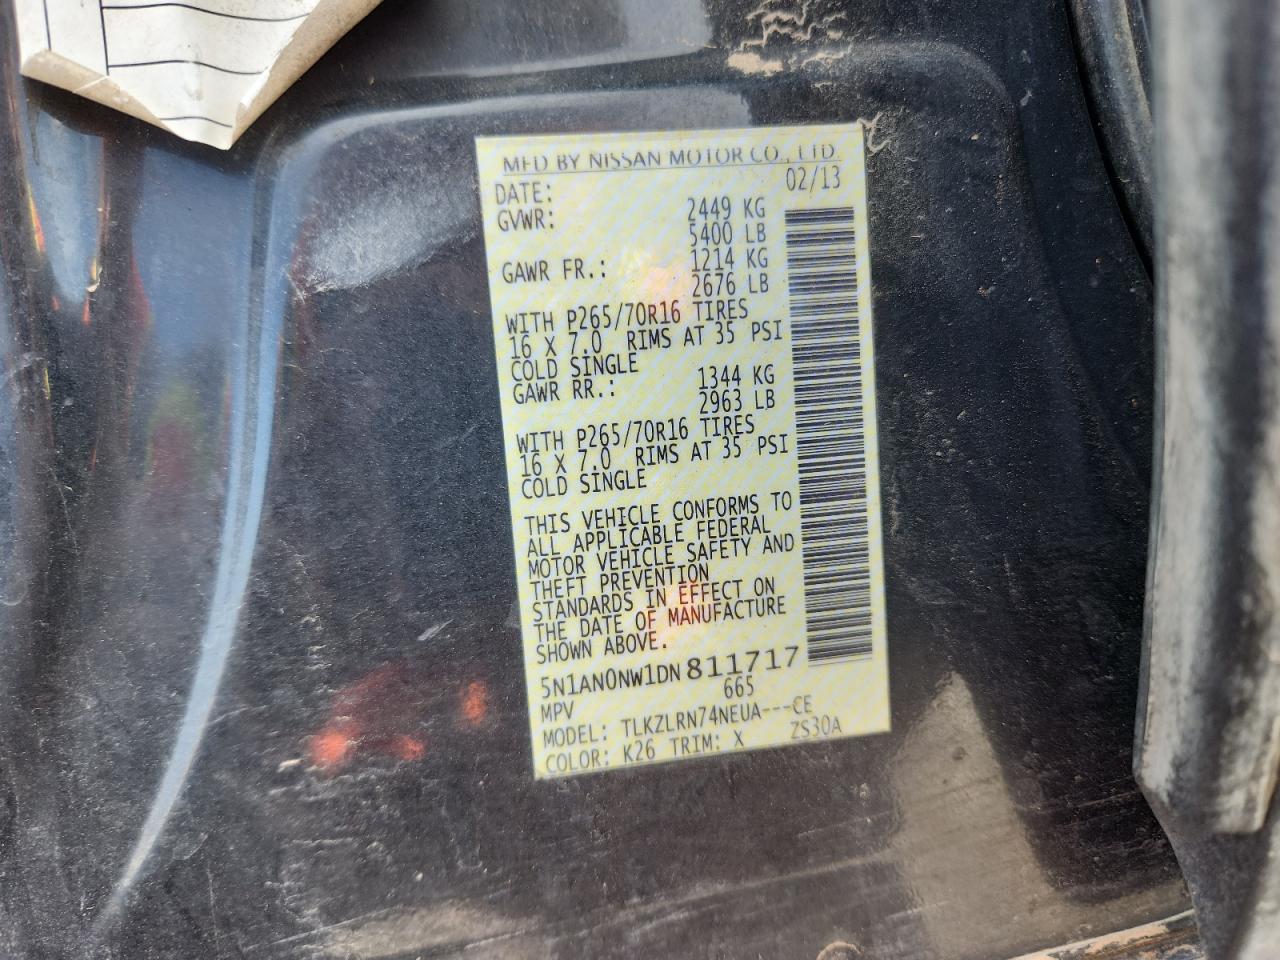 MFD BY NISSAN MOTOR CO., LTD.
DATE: 02/13
GVWR: 2449 KG
5400 LB
GAWR FR.: 1214 KG
2676 LB
WITH P265/70R16 TIRES
16 X 7.0 RIMS AT 35 PSI
COLD SINGLE
GAWR RR.: 1344 KG
2963 LB
WITH P265/70R16 TIRES
16 X 7.0 RIMS AT 35 PSI
COLD SINGLE
THIS VEHICLE CONFORMS TO
ALL APPLICABLE FEDERAL
MOTOR VEHICLE SAFETY AND
THEFT PREVENTION
STANDARDS IN EFFECT ON
THE DATE OF MANUFACTURE
SHOWN ABOVE.
5N1AN0NW1DN811717
MPV 665
MODEL: TLKZLRN74NEUA---CE
COLOR: K26 TRIM: X ZS30A